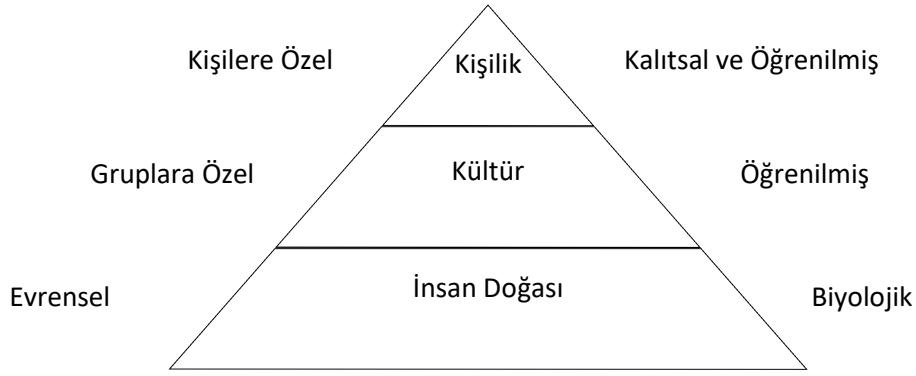 Kişilere Özel Kişilik Kalıtsal ve Öğrenilmiş
Gruplara Özel Kültür Öğrenilmiş
Evrensel İnsan Doğası Biyolojik